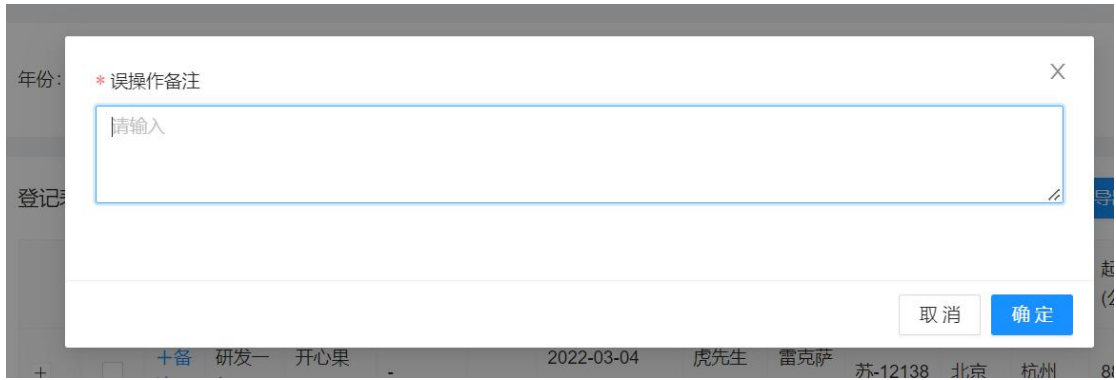 年份:
* 误操作备注
请输入
登记
取 消
确 定
+备 研发一 开心果 - 2022-03-04 虎先生 雷克萨 苏-12138 北京 杭州